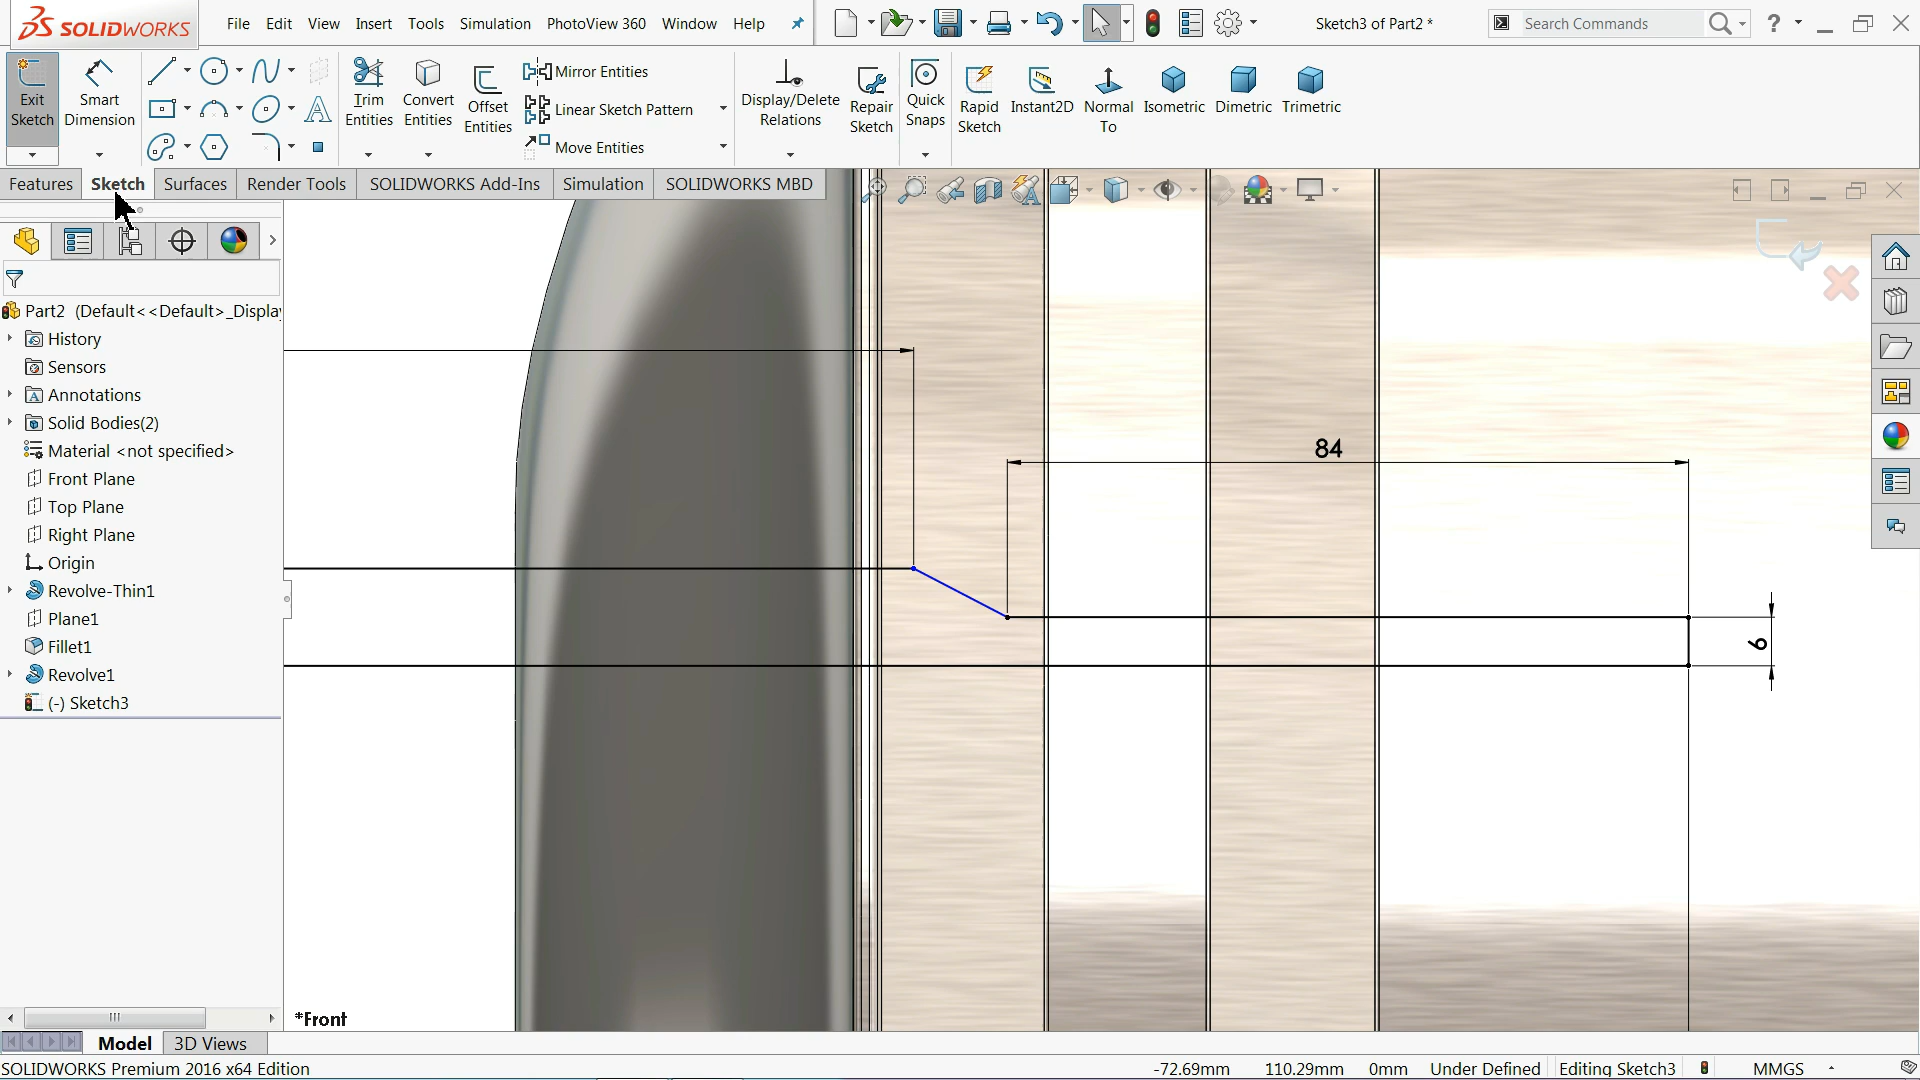 SOLIDWORKS
File Edit View Insert Tools Simulation PhotoView 360 Window Help
Sketch3 of Part2 *
Search Commands
Exit Sketch
Smart Dimension
Trim Entities
Convert Entities
Offset Entities
Mirror Entities
Linear Sketch Pattern
Move Entities
Display/Delete Relations
Repair Sketch
Quick Snaps
Rapid Sketch
Instant2D
Normal To
Isometric
Dimetric
Trimetric
Features Sketch Surfaces Render Tools SOLIDWORKS Add-Ins Simulation SOLIDWORKS MBD
Part2 (Default<<Default>_Displa
History
Sensors
Annotations
Solid Bodies(2)
Material <not specified>
Front Plane
Top Plane
Right Plane
Origin
Revolve-Thin1
Plane1
Fillet1
Revolve1
(-) Sketch3
84
6
*Front
Model 3D Views
SOLIDWORKS Premium 2016 x64 Edition
-72.69mm 110.29mm 0mm Under Defined Editing Sketch3 MMGS